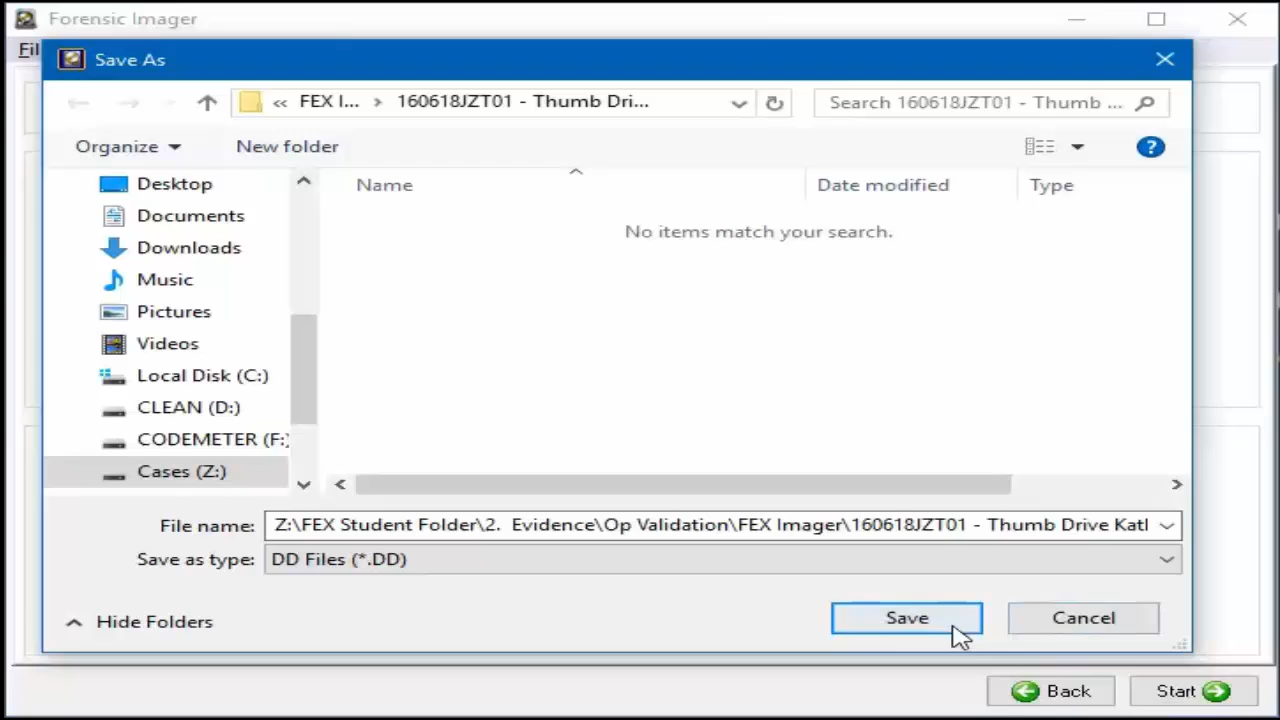 Forensic Imager
Fil
Save As
« FEX I... › 160618JZT01 - Thumb Dri...
Search 160618JZT01 - Thumb ...
Organize
New folder
?
Desktop
Documents
Downloads
Music
Pictures
Videos
Local Disk (C:)
CLEAN (D:)
CODEMETER (F:)
Cases (Z:)
Name
Date modified
Type
No items match your search.
File name: Z:\FEX Student Folder\2.  Evidence\Op Validation\FEX Imager\160618JZT01 - Thumb Drive Katl
Save as type: DD Files (*.DD)
Hide Folders
Save
Cancel
Back
Start